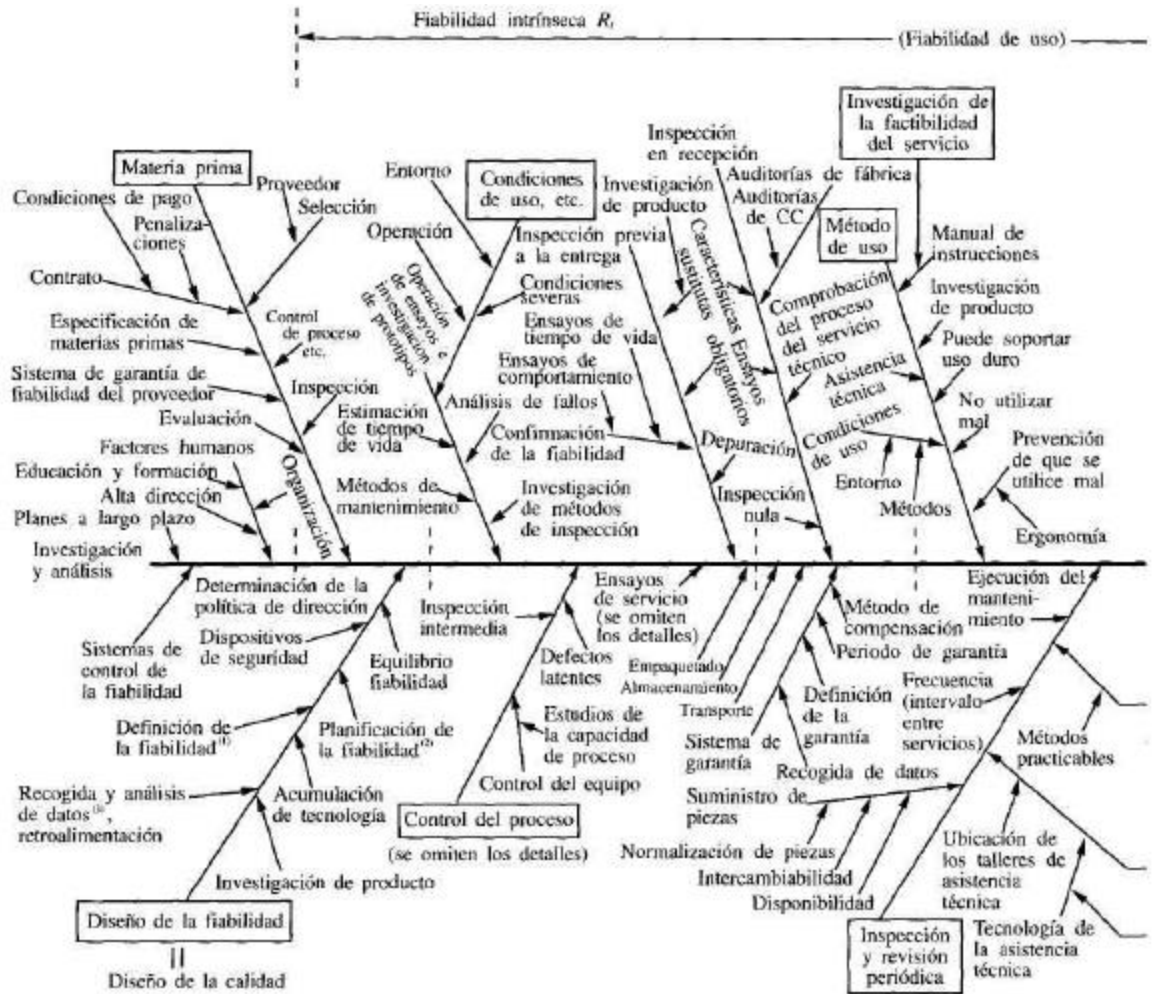 Fiabilidad intrínseca Rᵢ
(Fiabilidad de uso)
Materia prima
Condiciones de pago
Penaliza-
ciones
Contrato
Proveedor
Selección
Especificación de
materias primas
Control
de proceso
etc.
Sistema de garantía de
fiabilidad del proveedor
Inspección
Evaluación
Factores humanos
Educación y formación
Alta dirección
Planes a largo plazo
Organización
Investigación
y análisis
Entorno
Condiciones
de uso, etc.
Operación
Operación
de ensayos e
investigación
de prototipos
Condiciones
severas
Estimación
de tiempo
de vida
Análisis de fallos
Métodos de
mantenimiento
Investigación
de métodos
de inspección
Inspección
en recepción
Investigación
de producto
Inspección previa
a la entrega
Características
sustitutas
Ensayos
obligatorios
Ensayos de
tiempo de vida
Ensayos de
comportamiento
Confirmación
de la fiabilidad
Depuración
Inspección
nula
Auditorías de fábrica
Auditorías
de CC
Investigación de
la factibilidad
del servicio
Método
de uso
Comprobación
del proceso
del servicio
técnico
Asistencia
técnica
Condiciones
de uso
Entorno
Métodos
Manual de
instrucciones
Investigación
de producto
Puede soportar
uso duro
No utilizar
mal
Prevención
de que se
utilice mal
Ergonomía
Sistemas de
control de
la fiabilidad
Determinación de la
política de dirección
Dispositivos
de seguridad
Equilibrio
fiabilidad
Definición de
la fiabilidad⁽¹⁾
Planificación de
la fiabilidad⁽²⁾
Recogida y análisis
de datos⁽³⁾,
retroalimentación
Acumulación
de tecnología
Investigación de producto
Diseño de la fiabilidad
Diseño de la calidad
Inspección
intermedia
Defectos
latentes
Estudios de
la capacidad
de proceso
Control del equipo
Control del proceso
(se omiten los detalles)
Ensayos
de servicio
(se omiten
los detalles)
Empaquetado
Almacenamiento
Transporte
Método de
compensación
Periodo de garantía
Definición
de la
garantía
Sistema de
garantía
Recogida de datos
Suministro de
piezas
Normalización de piezas
Intercambiabilidad
Disponibilidad
Ejecución del
manteni-
miento
Frecuencia
(intervalo
entre
servicios)
Métodos
practicables
Ubicación de
los talleres de
asistencia
técnica
Tecnología de
la asistencia
técnica
Inspección
y revisión
periódica